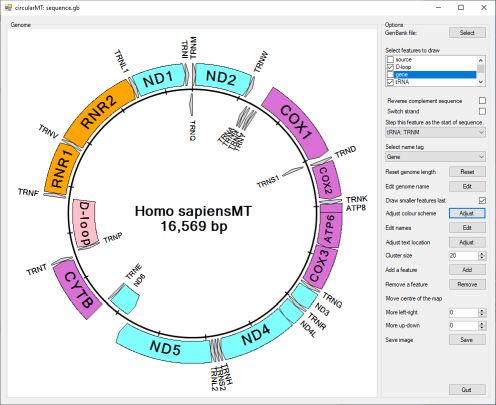 circularMT: sequence.gb
Genome
Options
GenBank file:
Select
Select features to draw
source
D-loop
gene
tRNA
Reverse complement sequence
Switch strand
Step this feature as the start of sequence
tRNA: TRNM
Select name tag
Gene
Reset genome length
Reset
Edit genome name
Edit
Draw smaller features last
Adjust colour scheme
Adjust
Edit names
Edit
Adjust text location
Adjust
Cluster size
20
Add a feature
Add
Remove a feature
Remove
Move centre of the map
More left-right
0
More up-down
0
Save image
Save
Quit
Homo sapiensMT
16,569 bp
TRNM
ND2
TRNW
COX1
TRND
COX2
TRNK
ATP8
ATP6
COX3
TRNG
ND3
TRNR
ND4L
ND4
TRNH
TRNS2
TRNL2
ND5
ND6
TRNE
CYTB
TRNT
TRNP
D-loop
TRNF
RNR1
TRNV
RNR2
TRNL1
ND1
TRNI
TRNQ
TRNS1